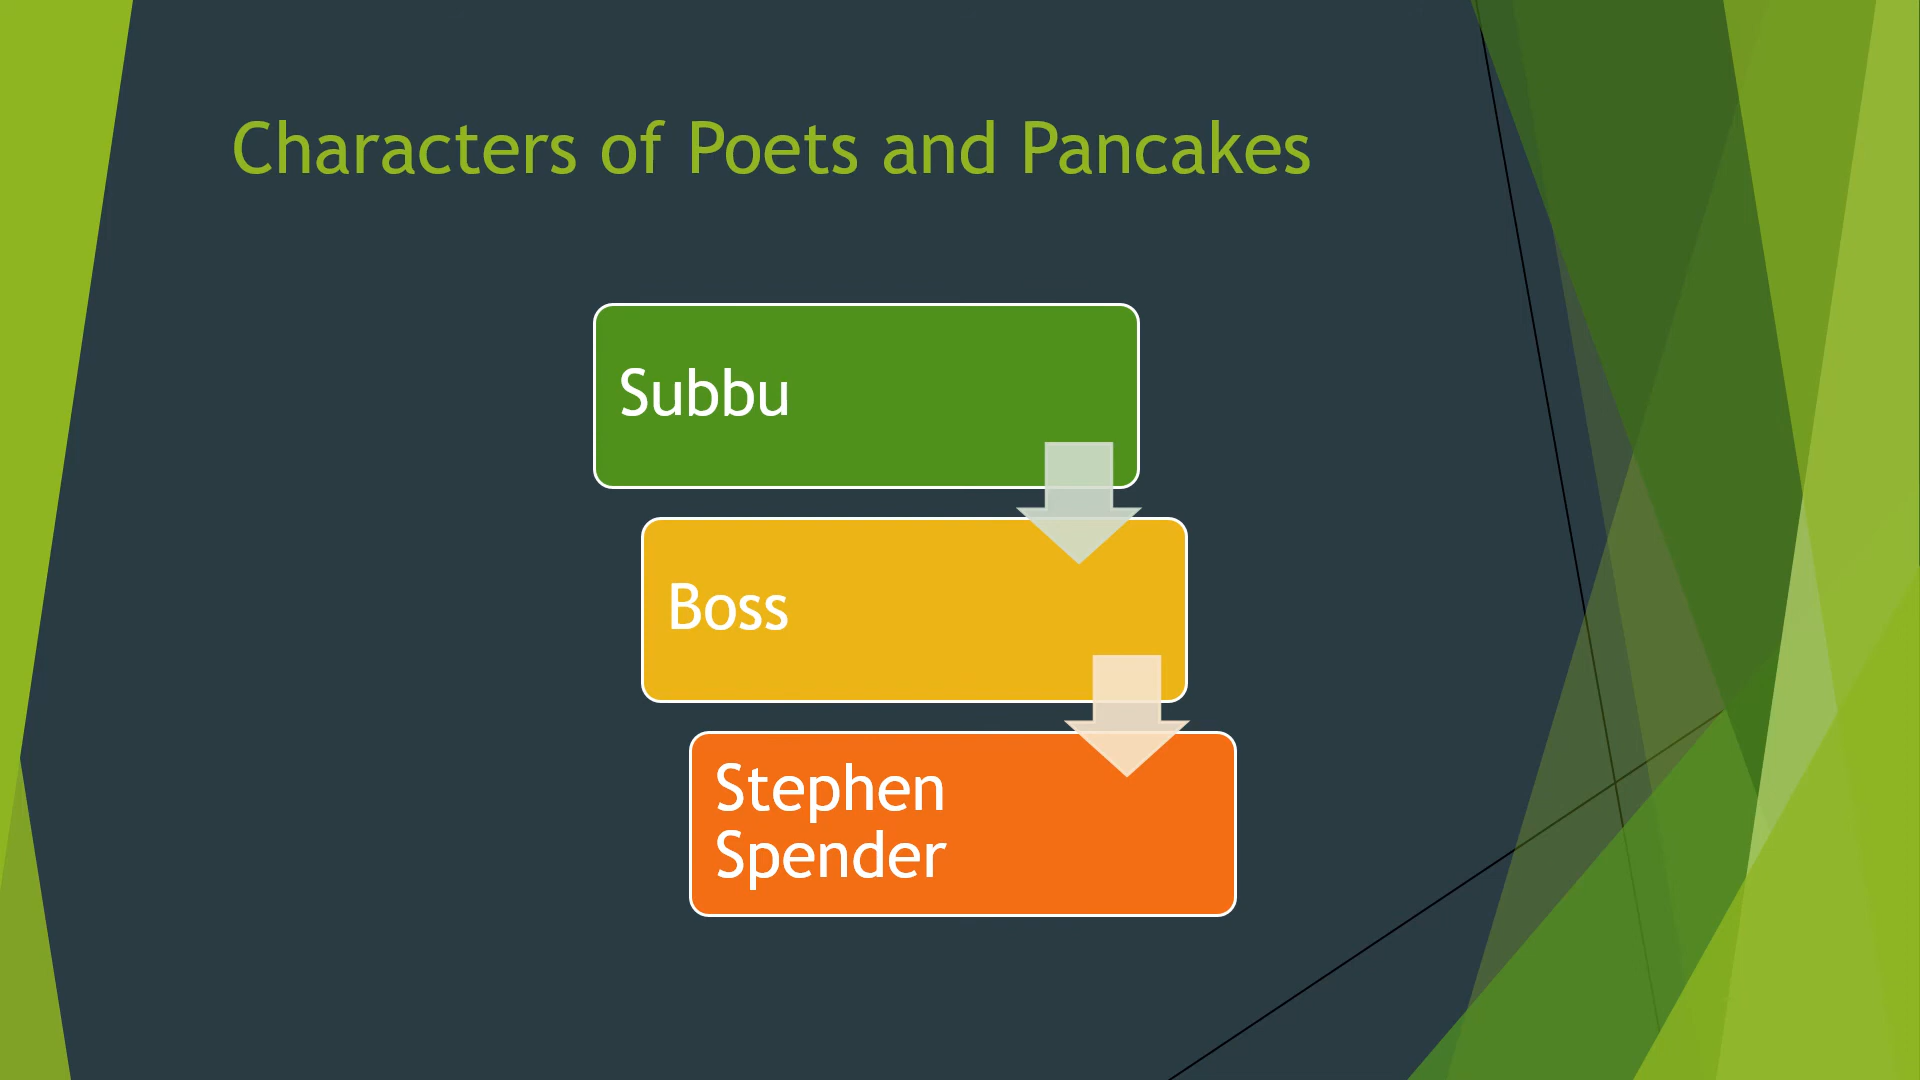 Characters of Poets and Pancakes
Subbu
Boss
Stephen
Spender